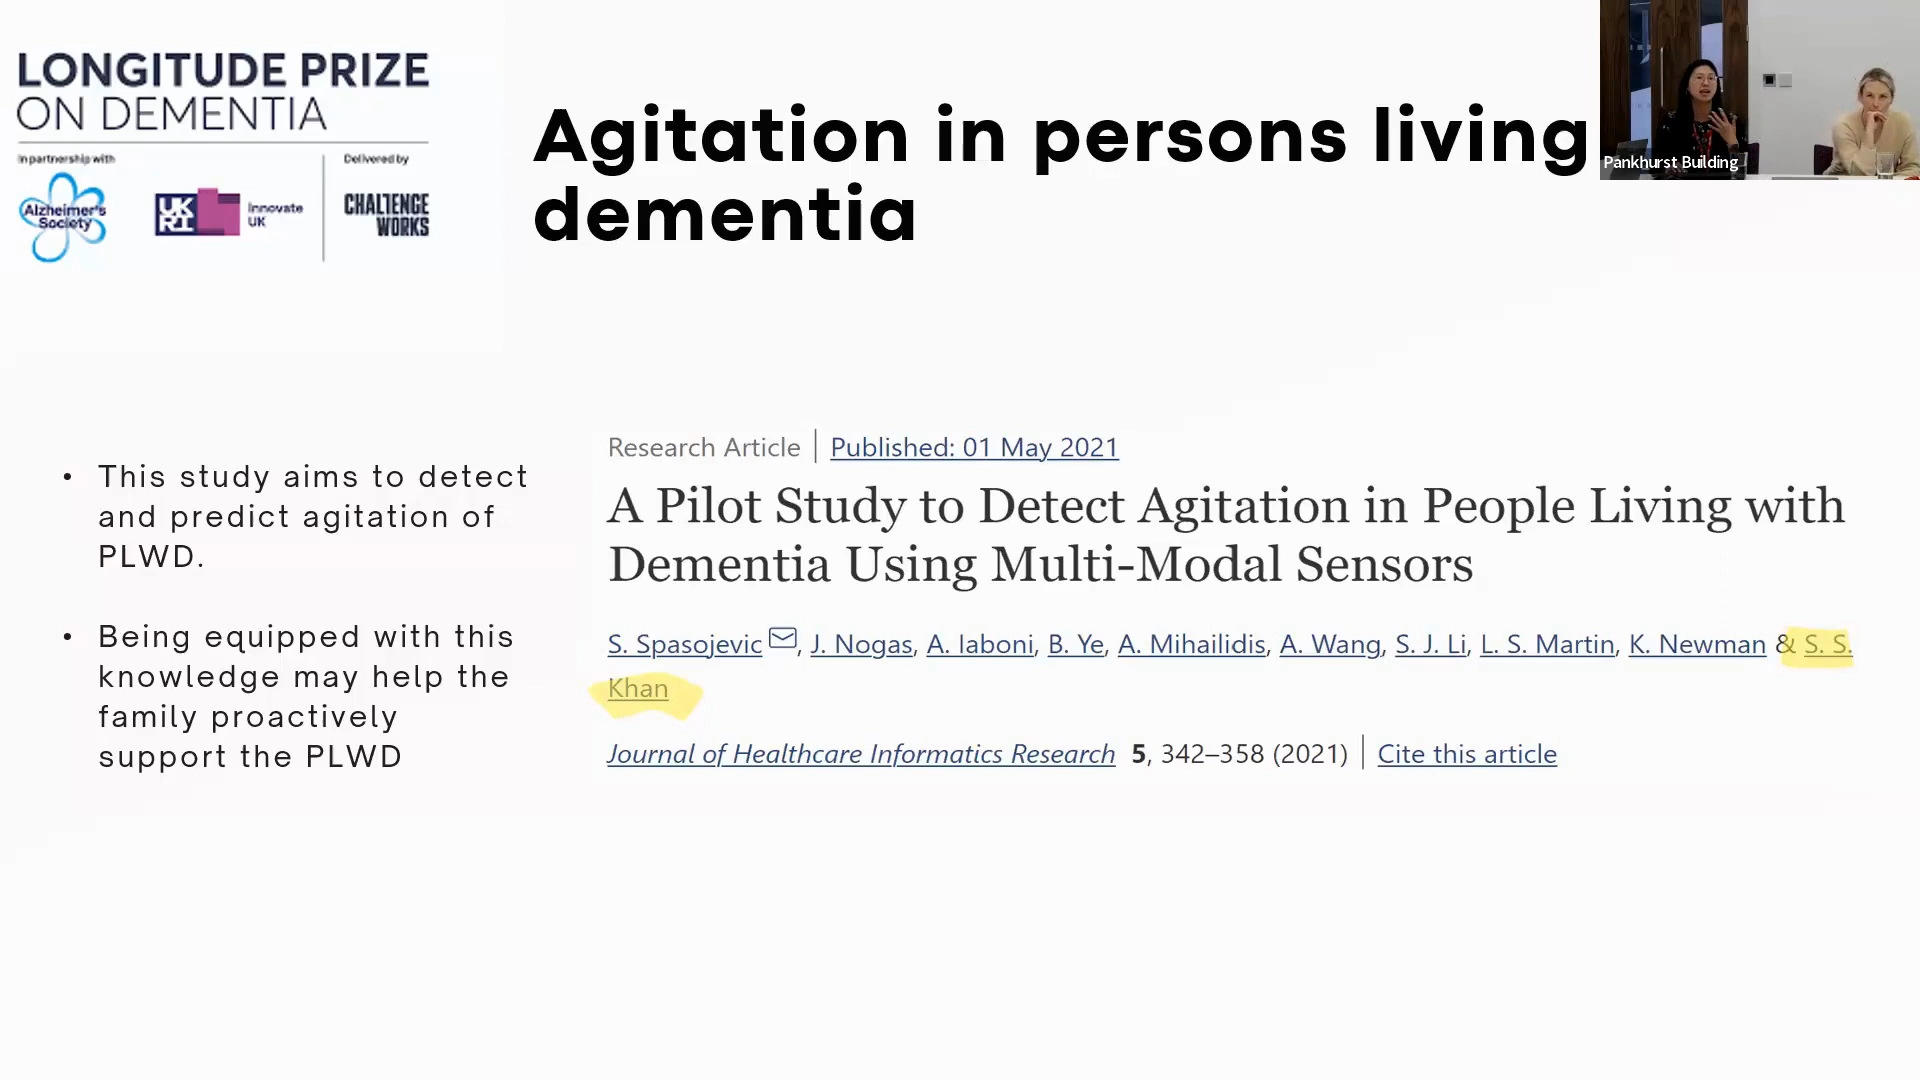 LONGITUDE PRIZE
ON DEMENTIA
In partnership with
Delivered by
Alzheimer's
Society
UK
RI
Innovate
UK
CHALLENGE
WORKS
Agitation in persons living
dementia
Pankhurst Building
This study aims to detect
and predict agitation of
PLWD.
Being equipped with this
knowledge may help the
family proactively
support the PLWD
Research Article | Published: 01 May 2021
A Pilot Study to Detect Agitation in People Living with
Dementia Using Multi-Modal Sensors
S. Spasojevic, J. Nogas, A. Iaboni, B. Ye, A. Mihailidis, A. Wang, S. J. Li, L. S. Martin, K. Newman & S. S.
Khan
Journal of Healthcare Informatics Research 5, 342–358 (2021) | Cite this article